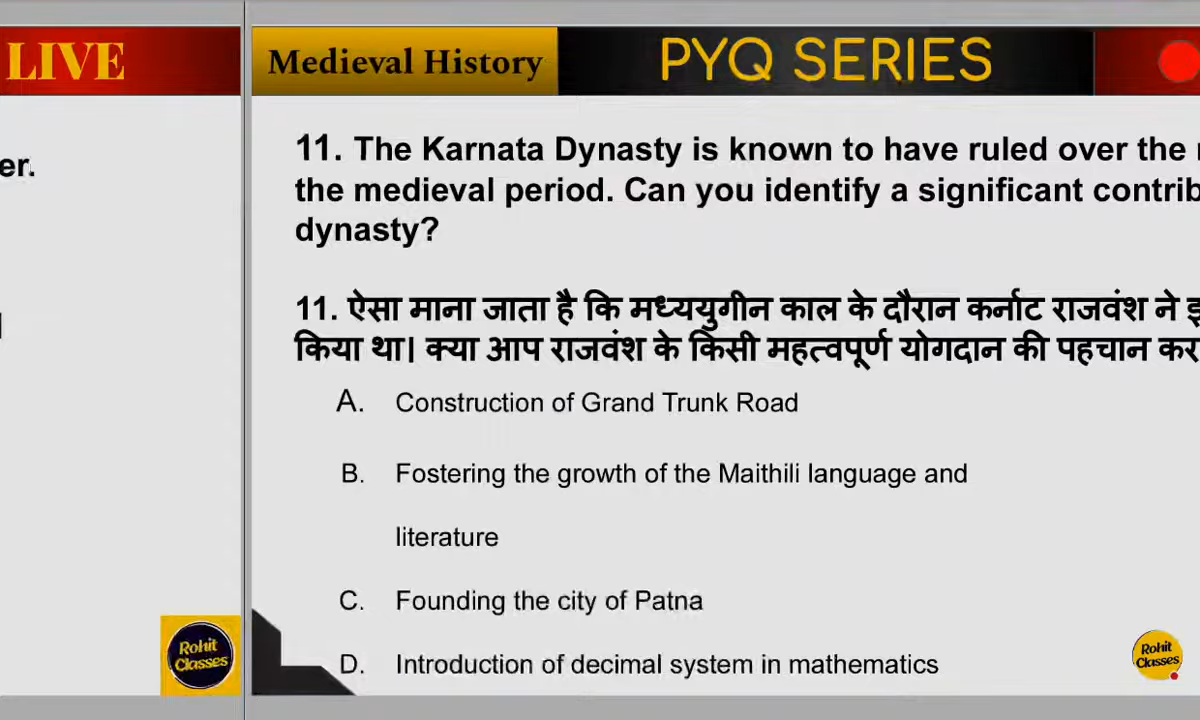 LIVE
Medieval History
PYQ SERIES
er.
11. The Karnata Dynasty is known to have ruled over the
the medieval period. Can you identify a significant contrib
dynasty?
11. ऐसा माना जाता है कि मध्ययुगीन काल के दौरान कर्नाट राजवंश ने
किया था। क्या आप राजवंश के किसी महत्वपूर्ण योगदान की पहचान कर
A. Construction of Grand Trunk Road
B. Fostering the growth of the Maithili language and
literature
C. Founding the city of Patna
D. Introduction of decimal system in mathematics
Rohit
Classes
Rohit
Classes